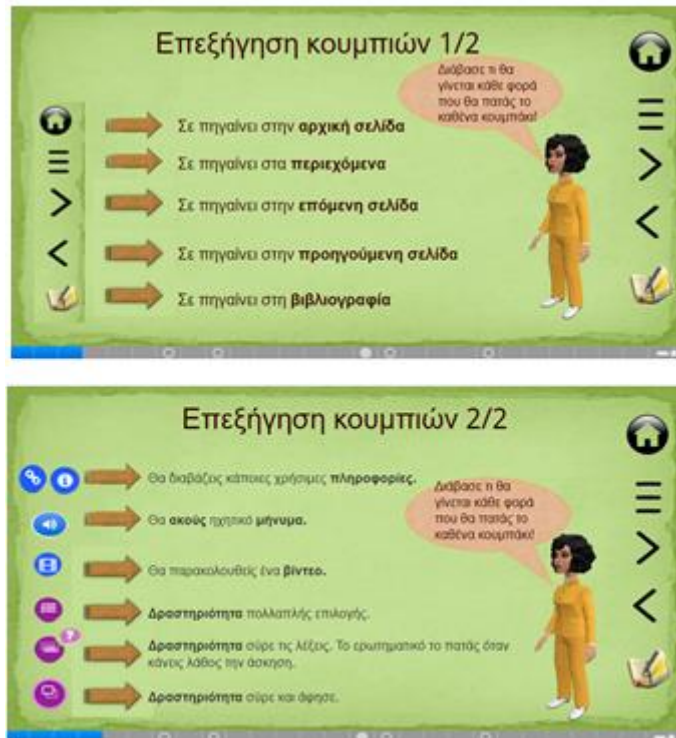 Επεξήγηση κουμπιών 1/2
Διάβασε τι θα
γίνεται κάθε φορά
που θα πατάς το
καθένα κουμπάκι!
Σε πηγαίνει στην αρχική σελίδα
Σε πηγαίνει στα περιεχόμενα
Σε πηγαίνει στην επόμενη σελίδα
Σε πηγαίνει στην προηγούμενη σελίδα
Σε πηγαίνει στη βιβλιογραφία
Επεξήγηση κουμπιών 2/2
Θα διαβάζεις κάποιες χρήσιμες πληροφορίες.
Διάβασε τι θα
γίνεται κάθε φορά
που θα πατάς το
καθένα κουμπάκι!
Θα ακούς ηχητικό μήνυμα.
Θα παρακολουθείς ένα βίντεο.
Δραστηριότητα πολλαπλής επιλογής.
Δραστηριότητα σύρε τις λέξεις. Το ερωτηματικό το πατάς όταν
κάνεις λάθος την άσκηση.
Δραστηριότητα σύρε και άφησε.